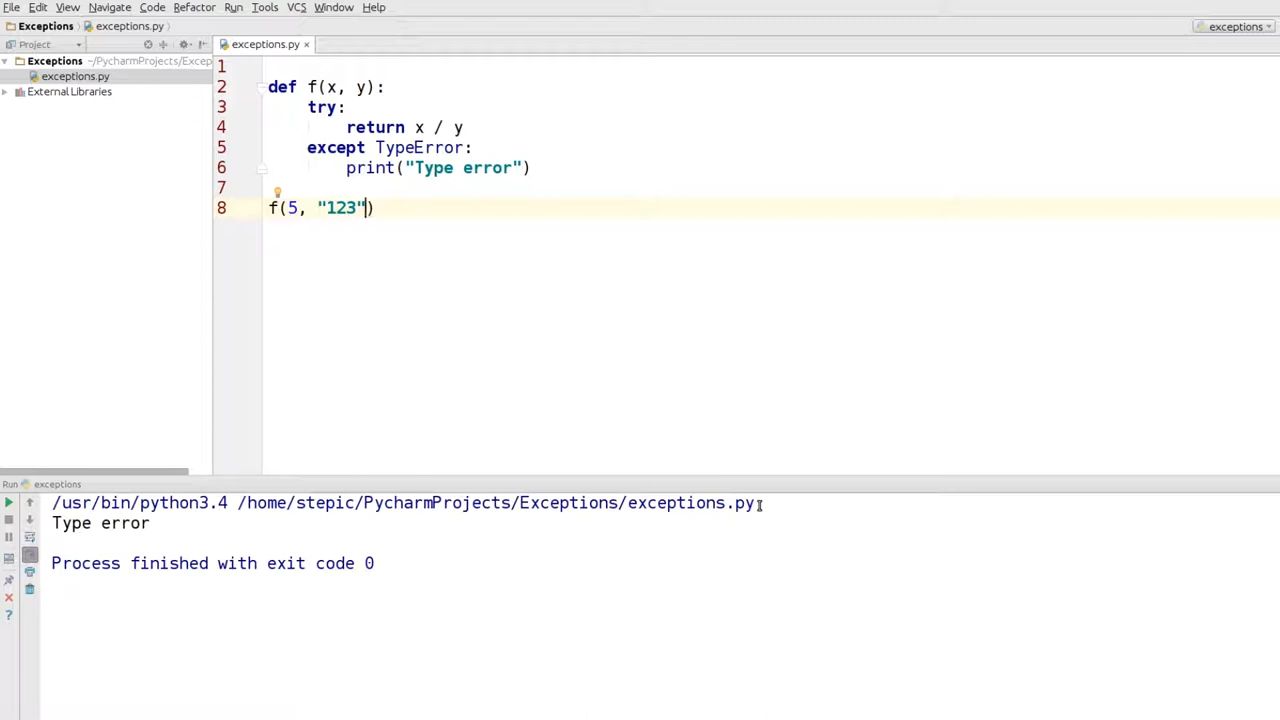 File Edit View Navigate Code Refactor Run Tools VCS Window Help
Exceptions exceptions.py exceptions
Project exceptions.py
Exceptions ~/PycharmProjects/Excep
exceptions.py
External Libraries
1
2 def f(x, y):
3 try:
4 return x / y
5 except TypeError:
6 print("Type error")
7
8 f(5, "123")
Run exceptions
/usr/bin/python3.4 /home/stepic/PycharmProjects/Exceptions/exceptions.py
Type error
Process finished with exit code 0